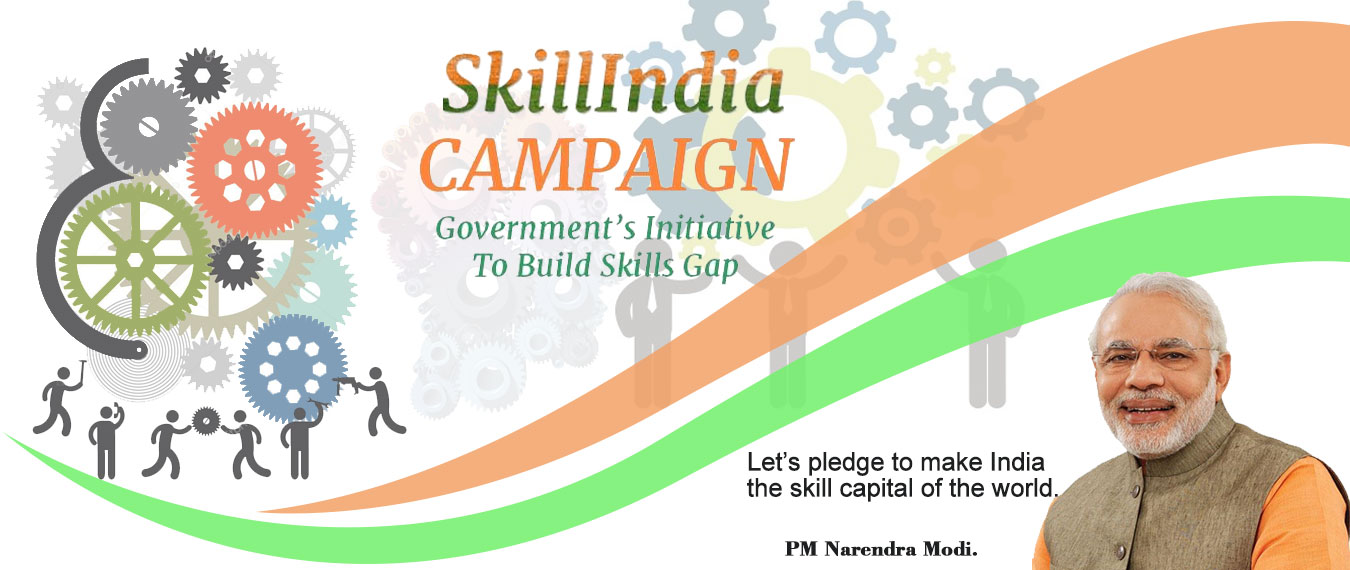 SkillIndia
CAMPAIGN
Government’s Initiative
To Build Skills Gap
Let’s pledge to make India
the skill capital of the world.
PM Narendra Modi.